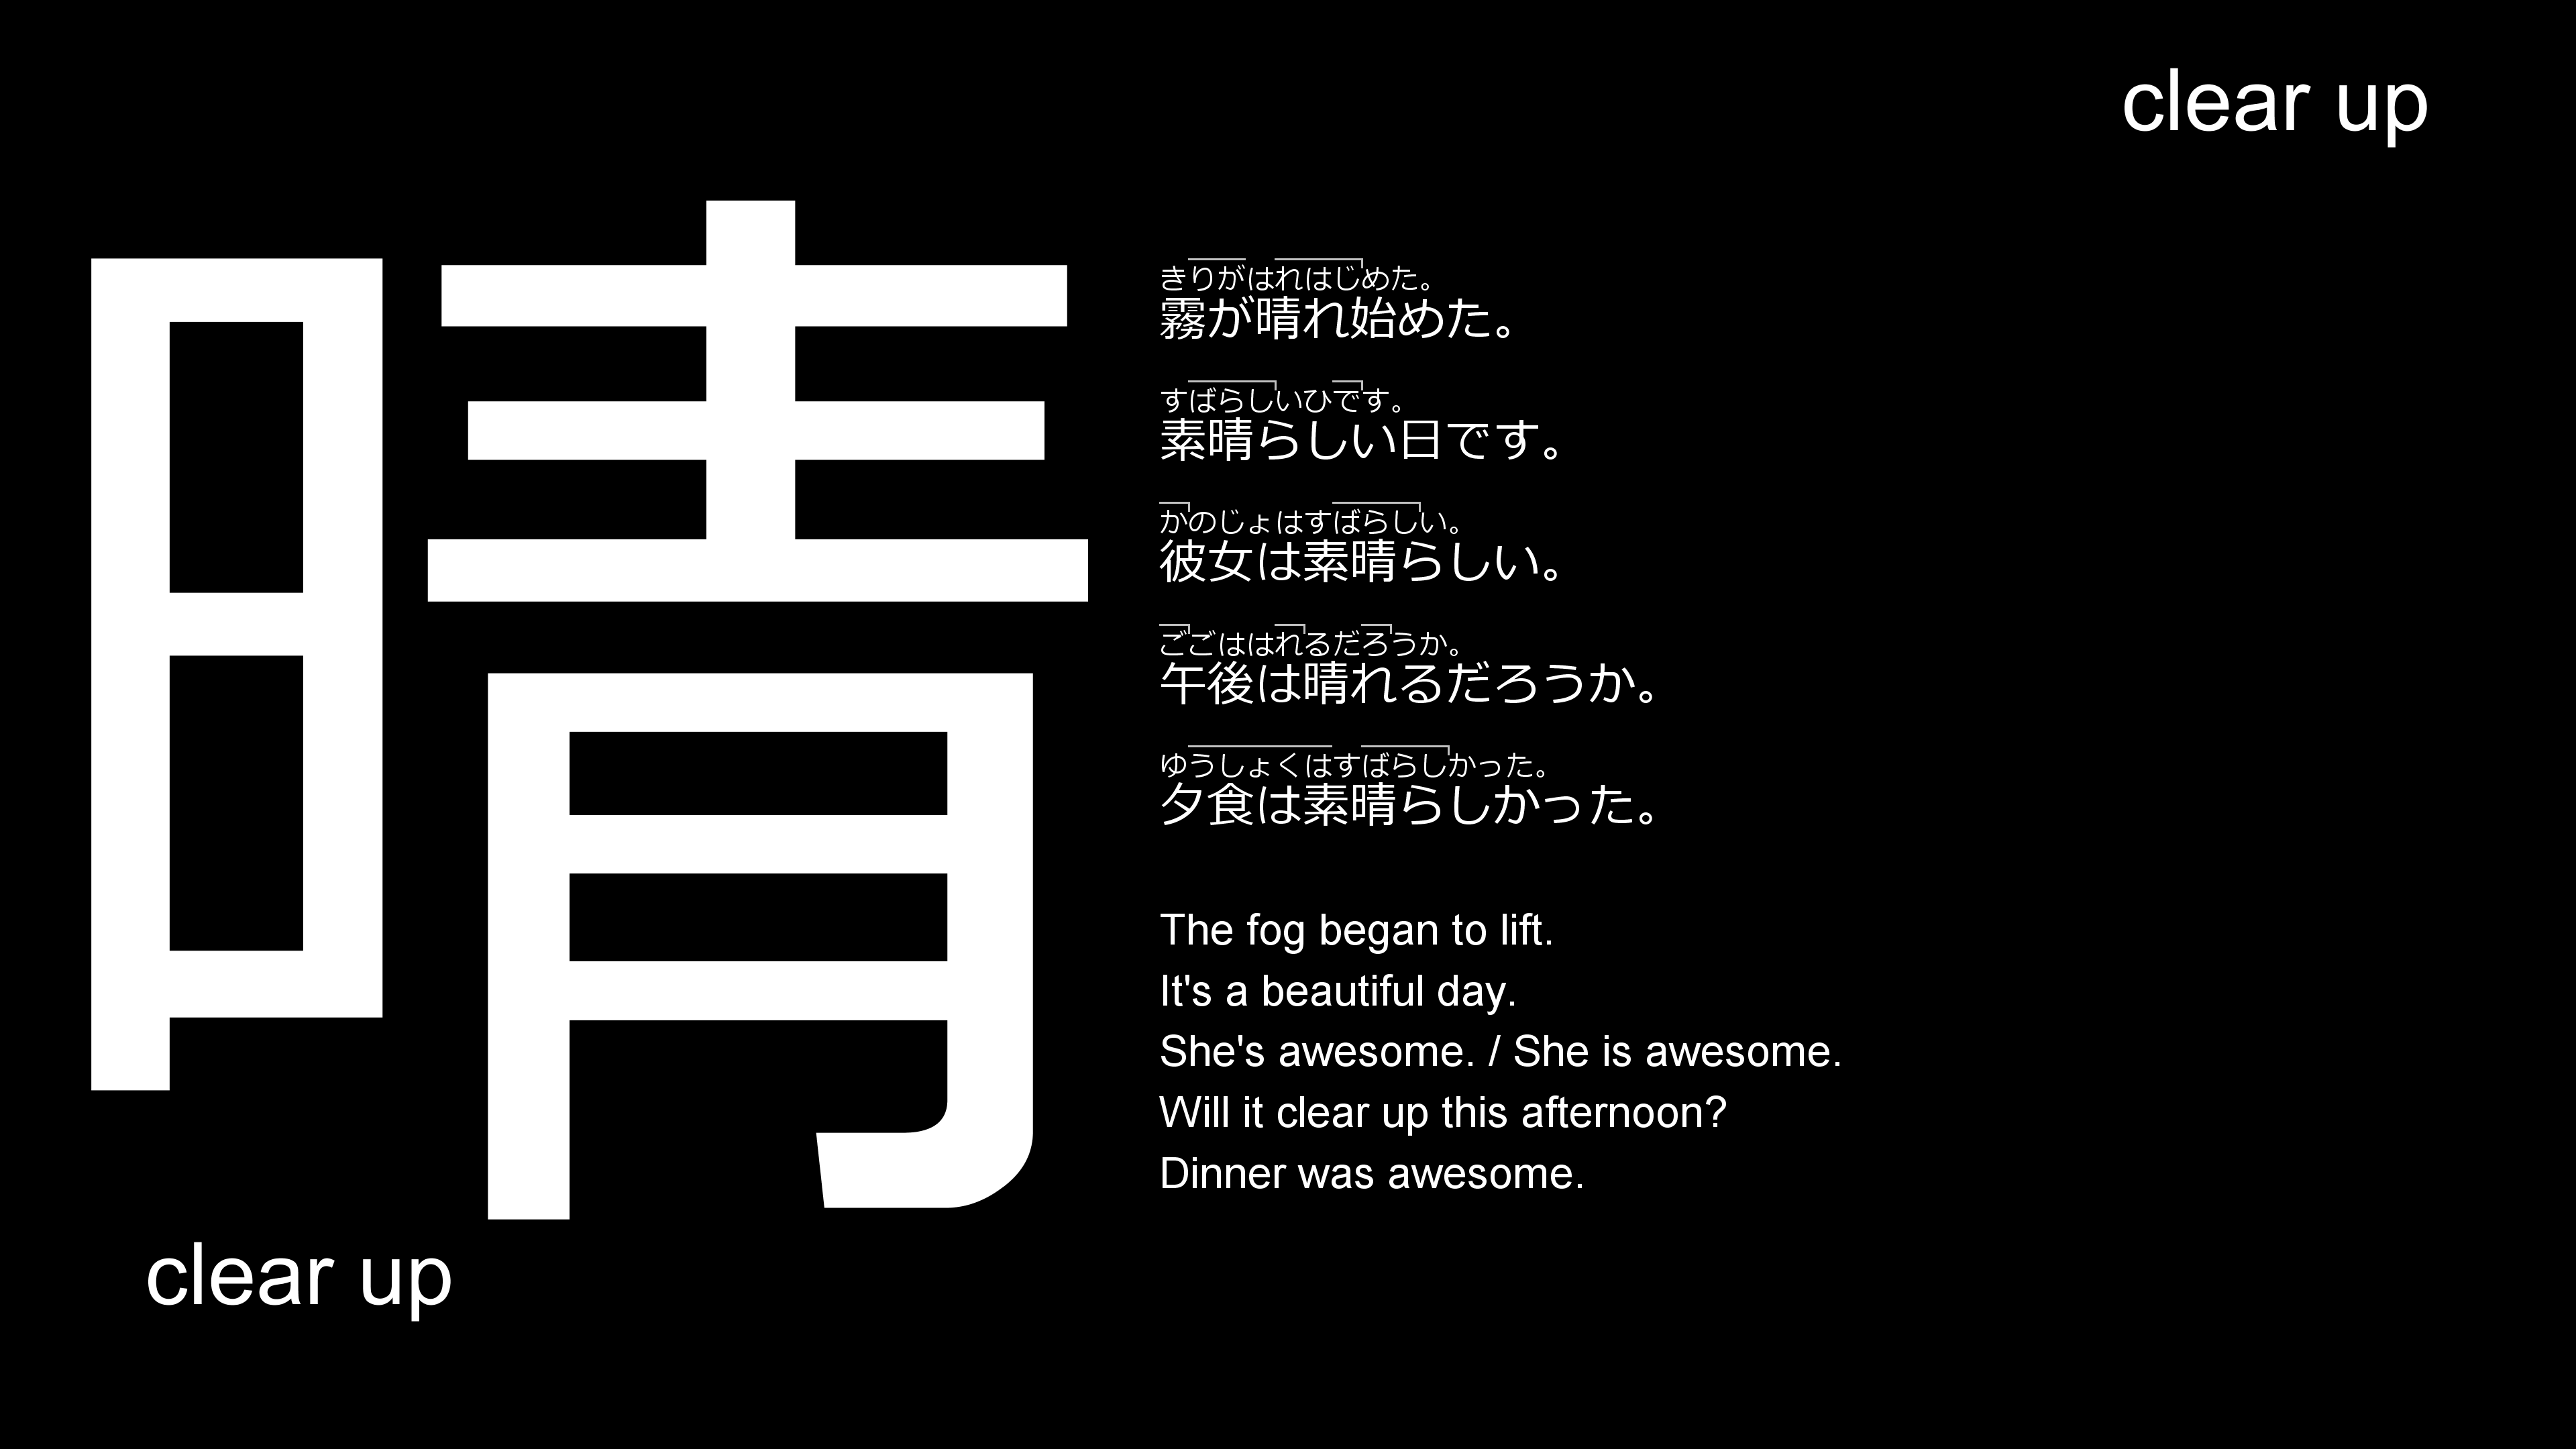 clear up
晴
きりがはれはじめた。
霧が晴れ始めた。
すばらしいひです。
素晴らしい日です。
かのじょはすばらしい。
彼女は素晴らしい。
ごごははれるだろうか。
午後は晴れるだろうか。
ゆうしょくはすばらしかった。
夕食は素晴らしかった。
The fog began to lift.
It's a beautiful day.
She's awesome. / She is awesome.
Will it clear up this afternoon?
Dinner was awesome.
clear up